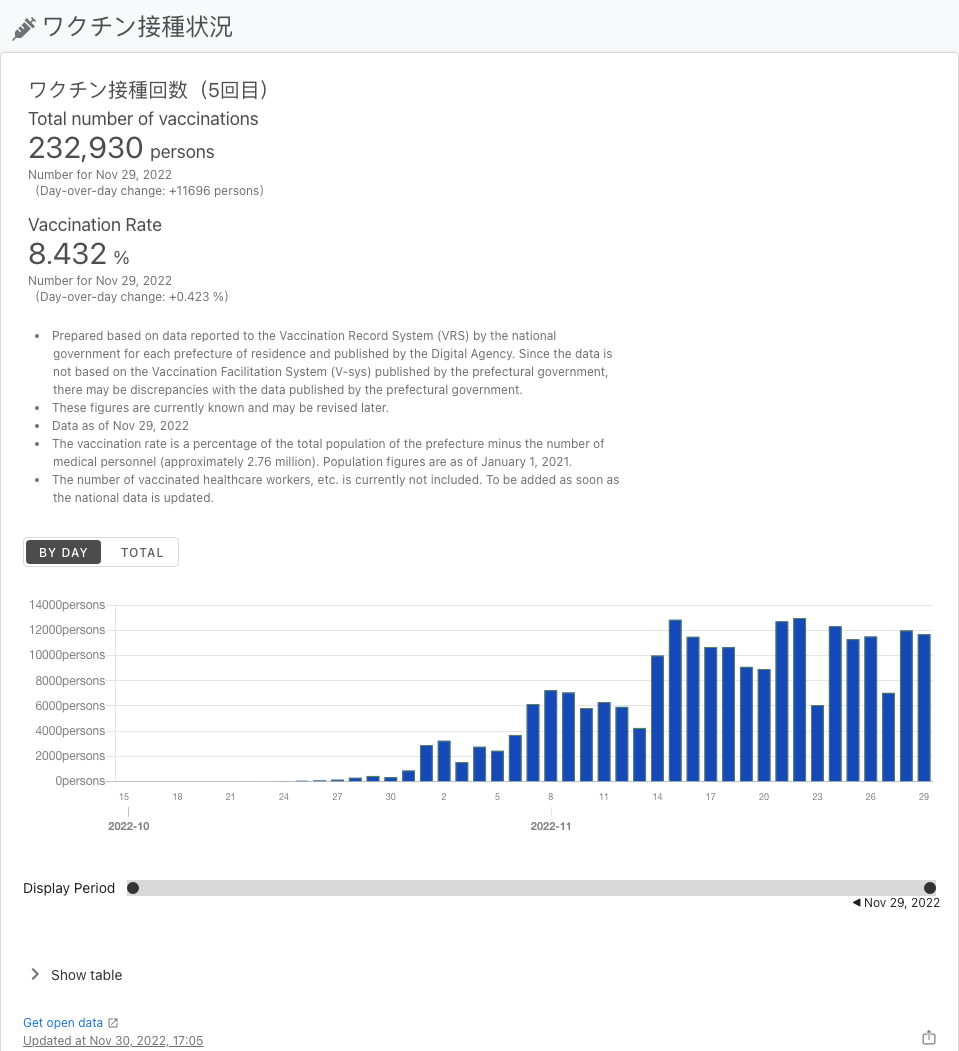 ワクチン接種状況
ワクチン接種回数（5回目）
Total number of vaccinations
232,930 persons
Number for Nov 29, 2022
(Day-over-day change: +11696 persons)
Vaccination Rate
8.432 %
Number for Nov 29, 2022
(Day-over-day change: +0.423 %)
• Prepared based on data reported to the Vaccination Record System (VRS) by the national
government for each prefecture of residence and published by the Digital Agency. Since the data is
not based on the Vaccination Facilitation System (V-sys) published by the prefectural government,
there may be discrepancies with the data published by the prefectural government.
• These figures are currently known and may be revised later.
• Data as of Nov 29, 2022
• The vaccination rate is a percentage of the total population of the prefecture minus the number of
medical personnel (approximately 2.76 million). Population figures are as of January 1, 2021.
• The number of vaccinated healthcare workers, etc. is currently not included. To be added as soon as
the national data is updated.
BY DAY TOTAL
14000persons
12000persons
10000persons
8000persons
6000persons
4000persons
2000persons
0persons
15 18 21 24 27 30 2 5 8 11 14 17 20 23 26 29
2022-10 2022-11
Display Period
◀ Nov 29, 2022
Show table
Get open data
Updated at Nov 30, 2022, 17:05